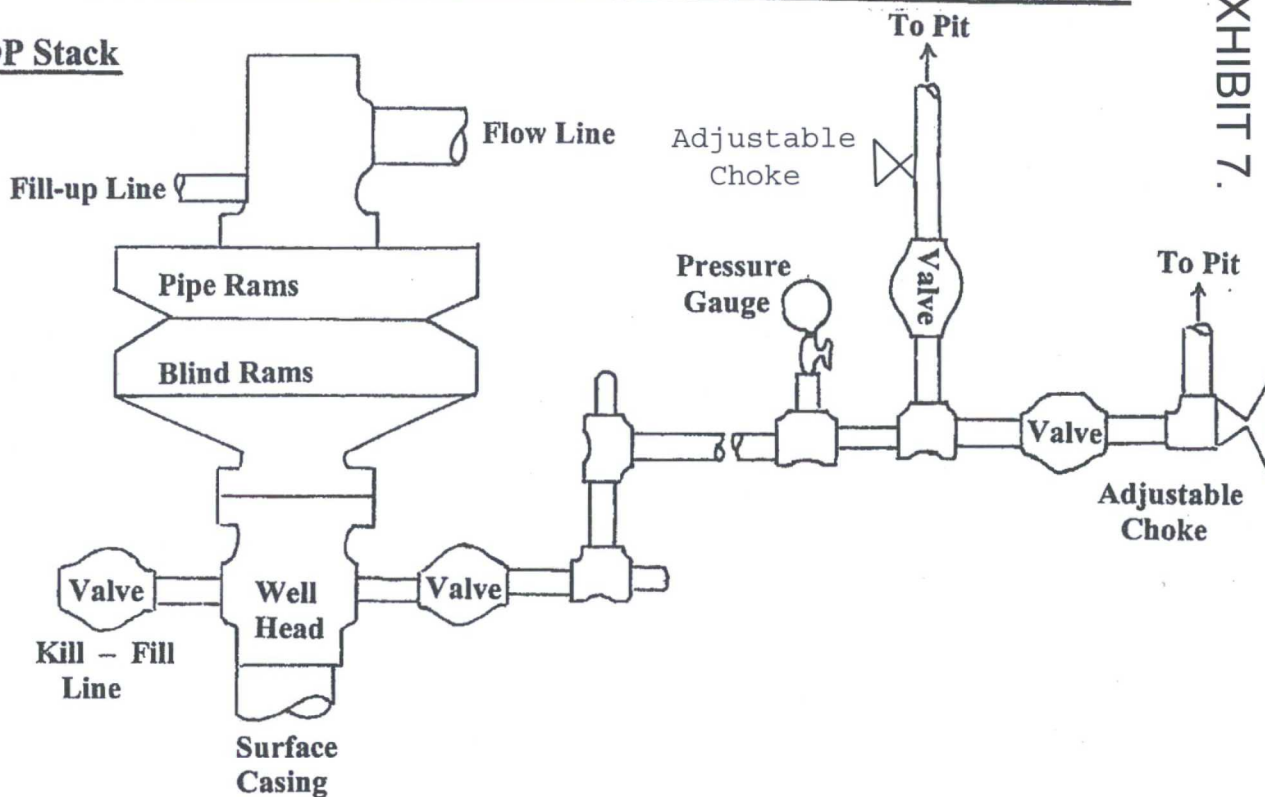 P Stack
To Pit
XHIBIT 7.
Flow Line
Adjustable
Choke
Fill-up Line
Pressure
Gauge
Valve
To Pit
Pipe Rams
Blind Rams
Valve
Adjustable
Choke
Valve
Well
Head
Valve
Kill – Fill
Line
Surface
Casing